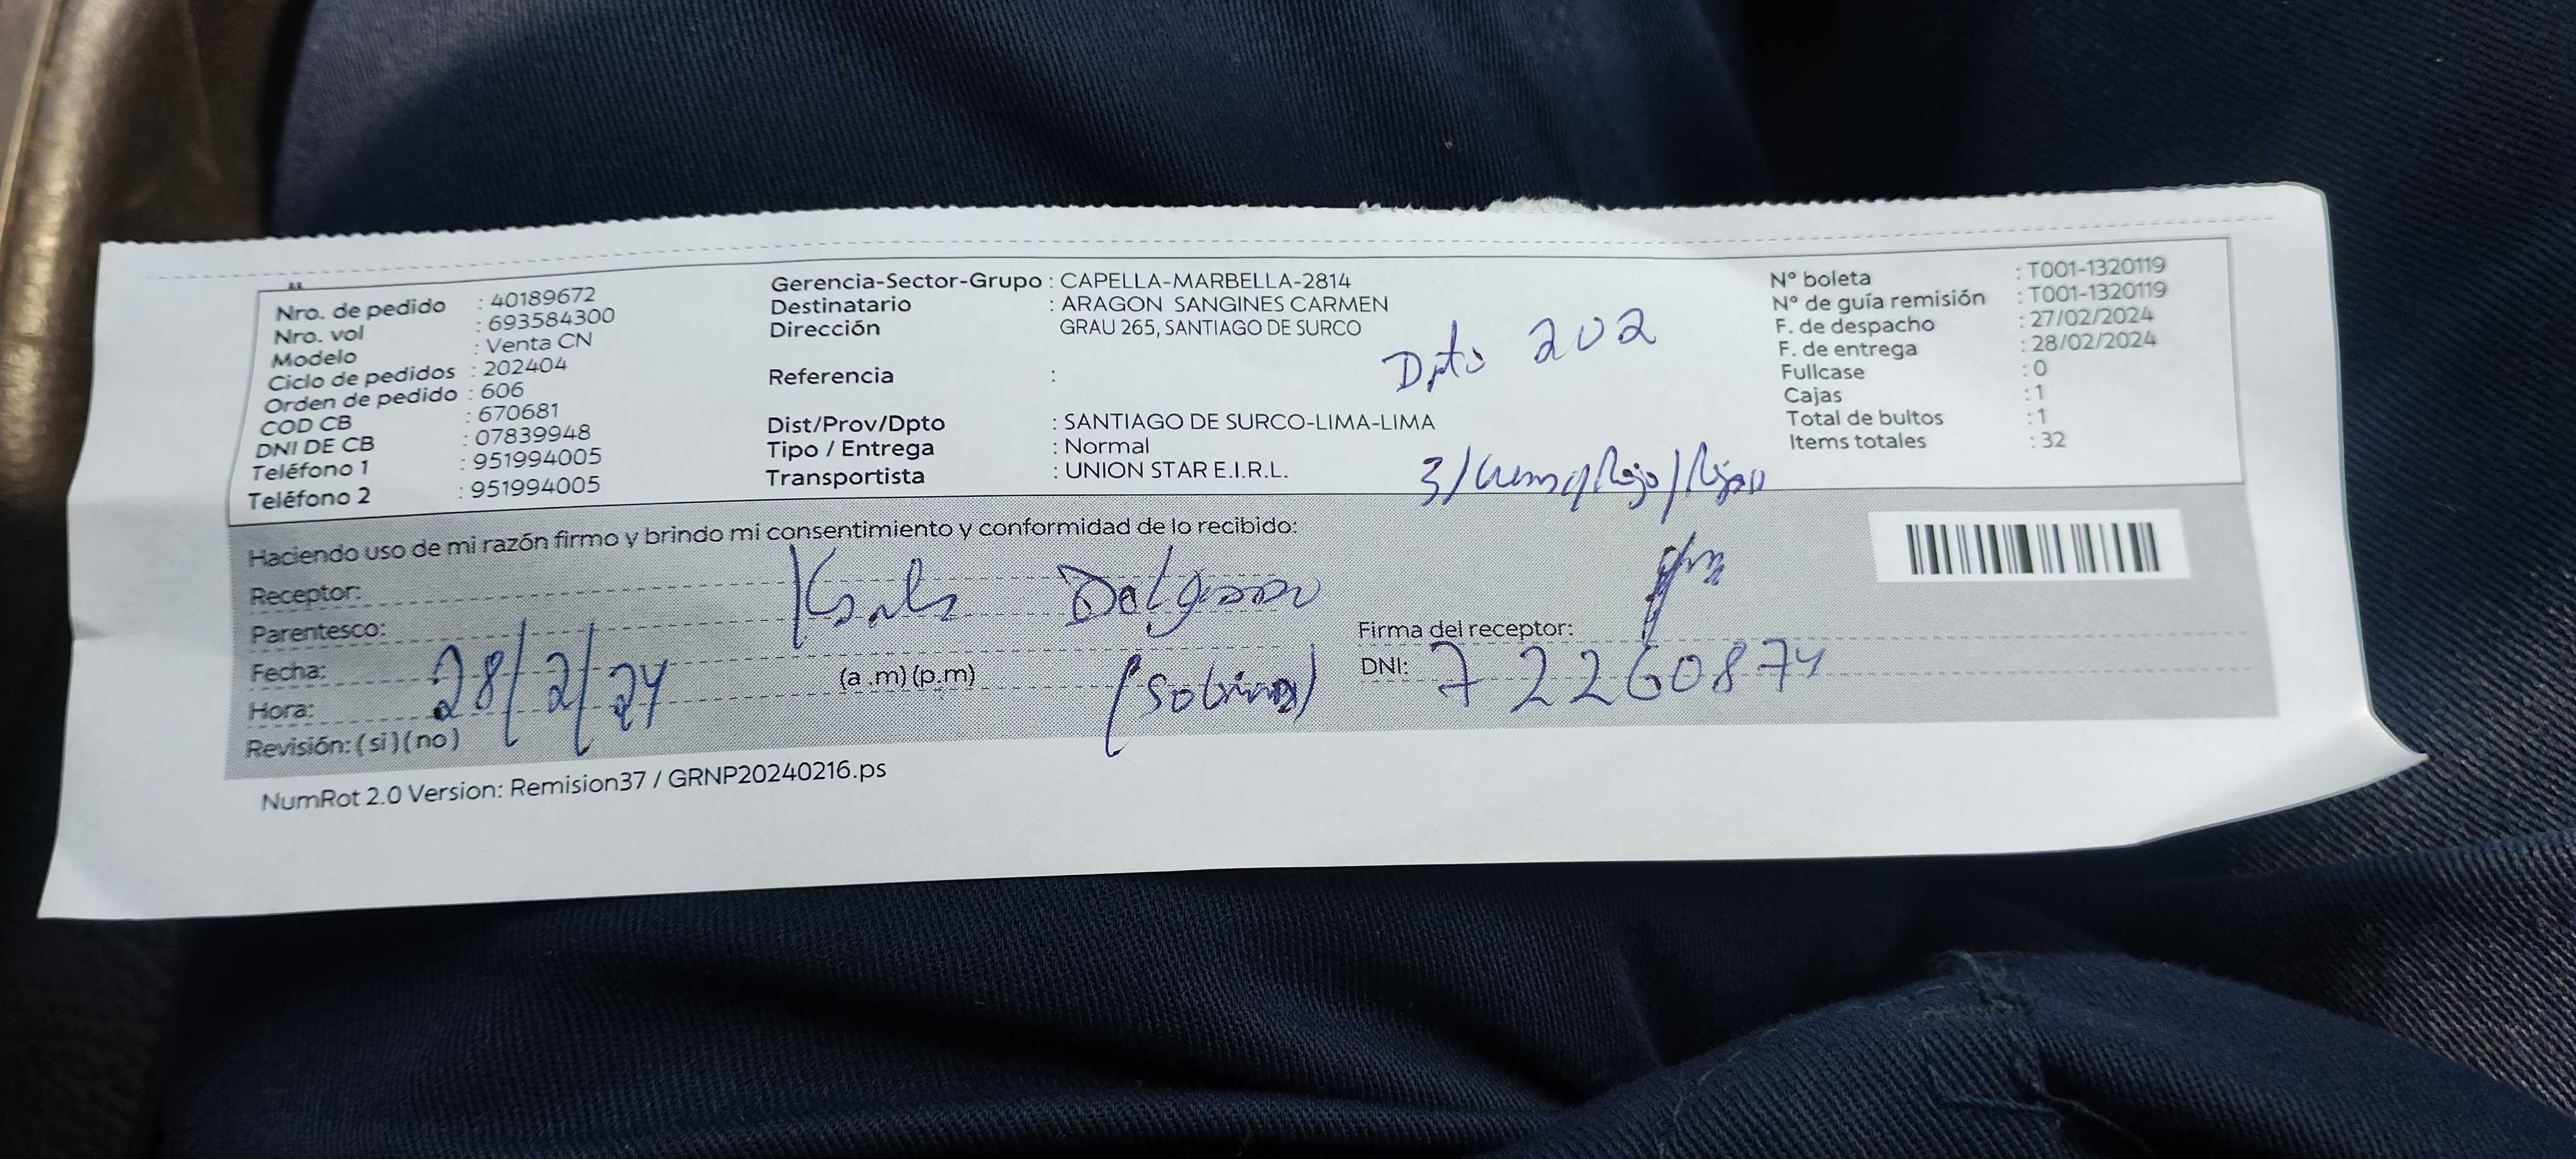 Nro. de pedido : 40189672
Nro. vol : 693584300
Modelo : Venta CN
Ciclo de pedidos : 202404
Orden de pedido : 606
COD CB : 670681
DNI DE CB : 07839948
Teléfono 1 : 951994005
Teléfono 2 : 951994005
Gerencia-Sector-Grupo : CAPELLA-MARBELLA-2814
Destinatario : ARAGON SANGINES CARMEN
Dirección GRAU 265, SANTIAGO DE SURCO
Dpto 202
Referencia :
Dist/Prov/Dpto : SANTIAGO DE SURCO-LIMA-LIMA
Tipo / Entrega : Normal
Transportista : UNION STAR E.I.R.L.
3/Crema/Rojo/Rejas
N° boleta : T001-1320119
N° de guía remisión : T001-1320119
F. de despacho : 27/02/2024
F. de entrega : 28/02/2024
Fullcase : 0
Cajas : 1
Total de bultos : 1
Items totales : 32
Haciendo uso de mi razón firmo y brindo mi consentimiento y conformidad de lo recibido:
Receptor: Delgado
Parentesco: (sobrina)
Firma del receptor:
Fecha: 28/2/24
DNI: 72260874
Hora: (a .m) (p.m)
Revisión: ( si ) ( no )
NumRot 2.0 Version: Remision37 / GRNP20240216.ps